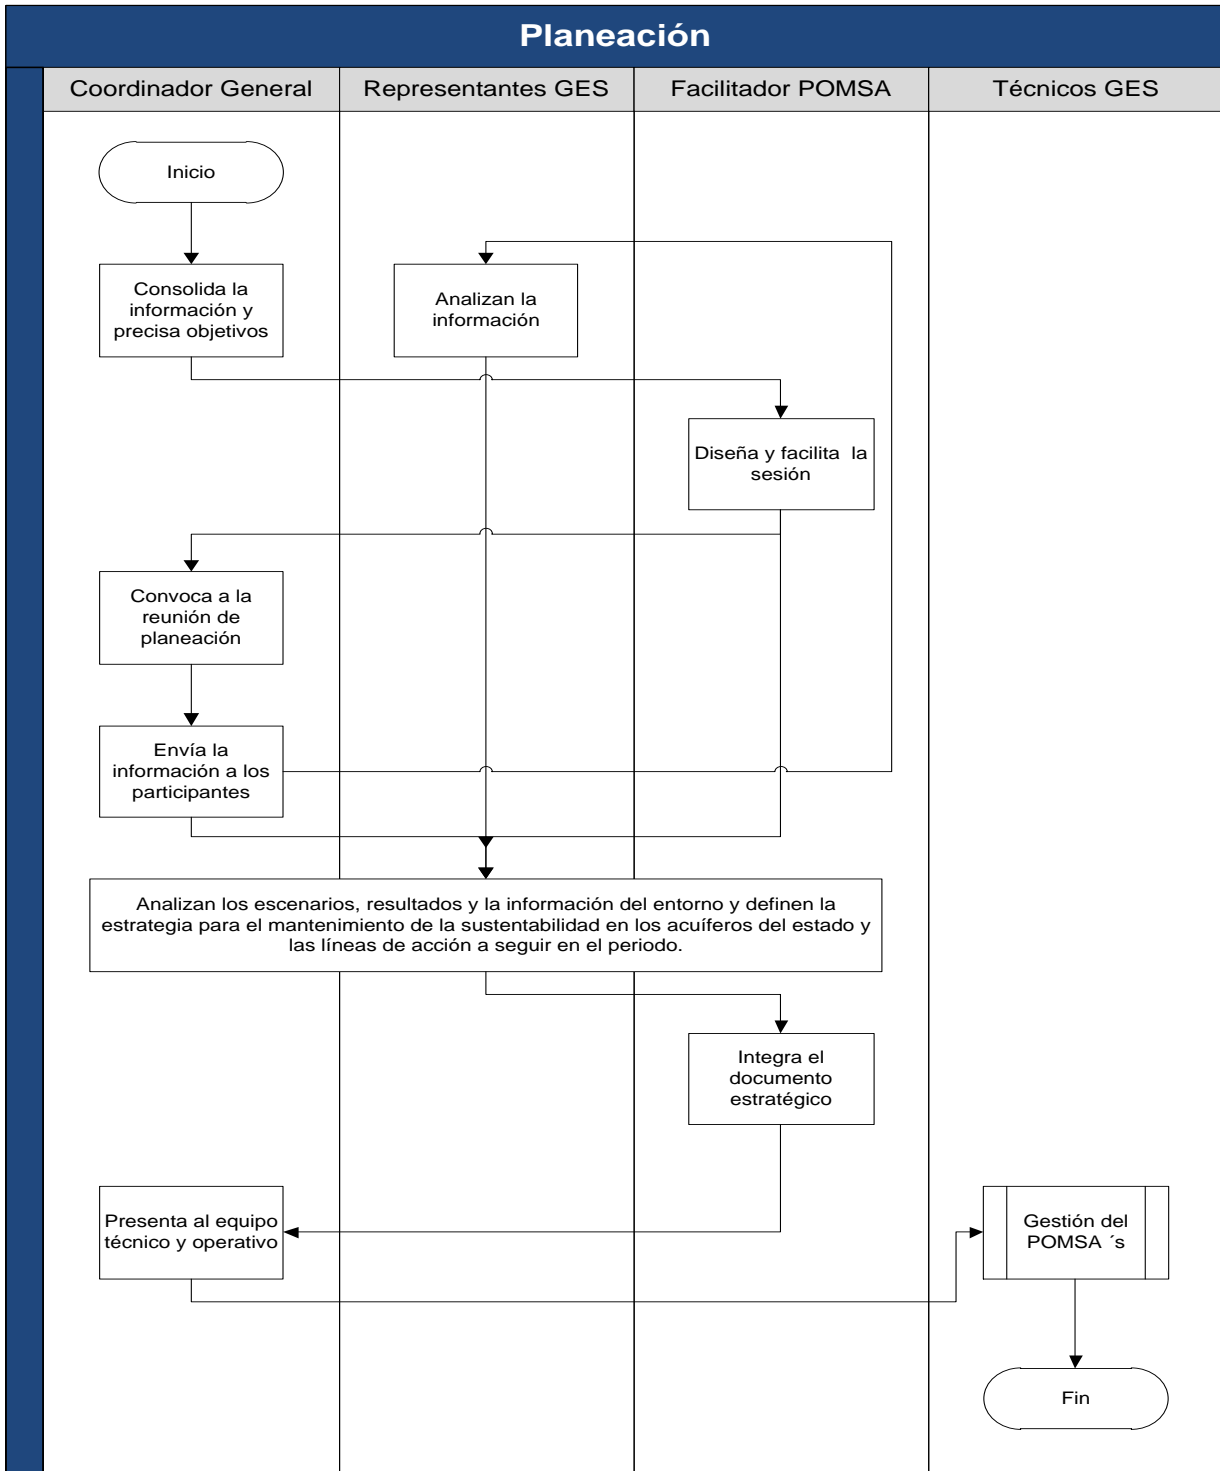 Planeación
Coordinador General
Representantes GES
Facilitador POMSA
Técnicos GES
Inicio
Consolida la
información y
precisa objetivos
Analizan la
información
Diseña y facilita  la
sesión
Convoca a la
reunión de
planeación
Envía la
información a los
participantes
Analizan los escenarios, resultados y la información del entorno y definen la
estrategia para el mantenimiento de la sustentabilidad en los acuíferos del estado y
las líneas de acción a seguir en el periodo.
Integra el
documento
estratégico
Presenta al equipo
técnico y operativo
Gestión del
POMSA ´s
Fin